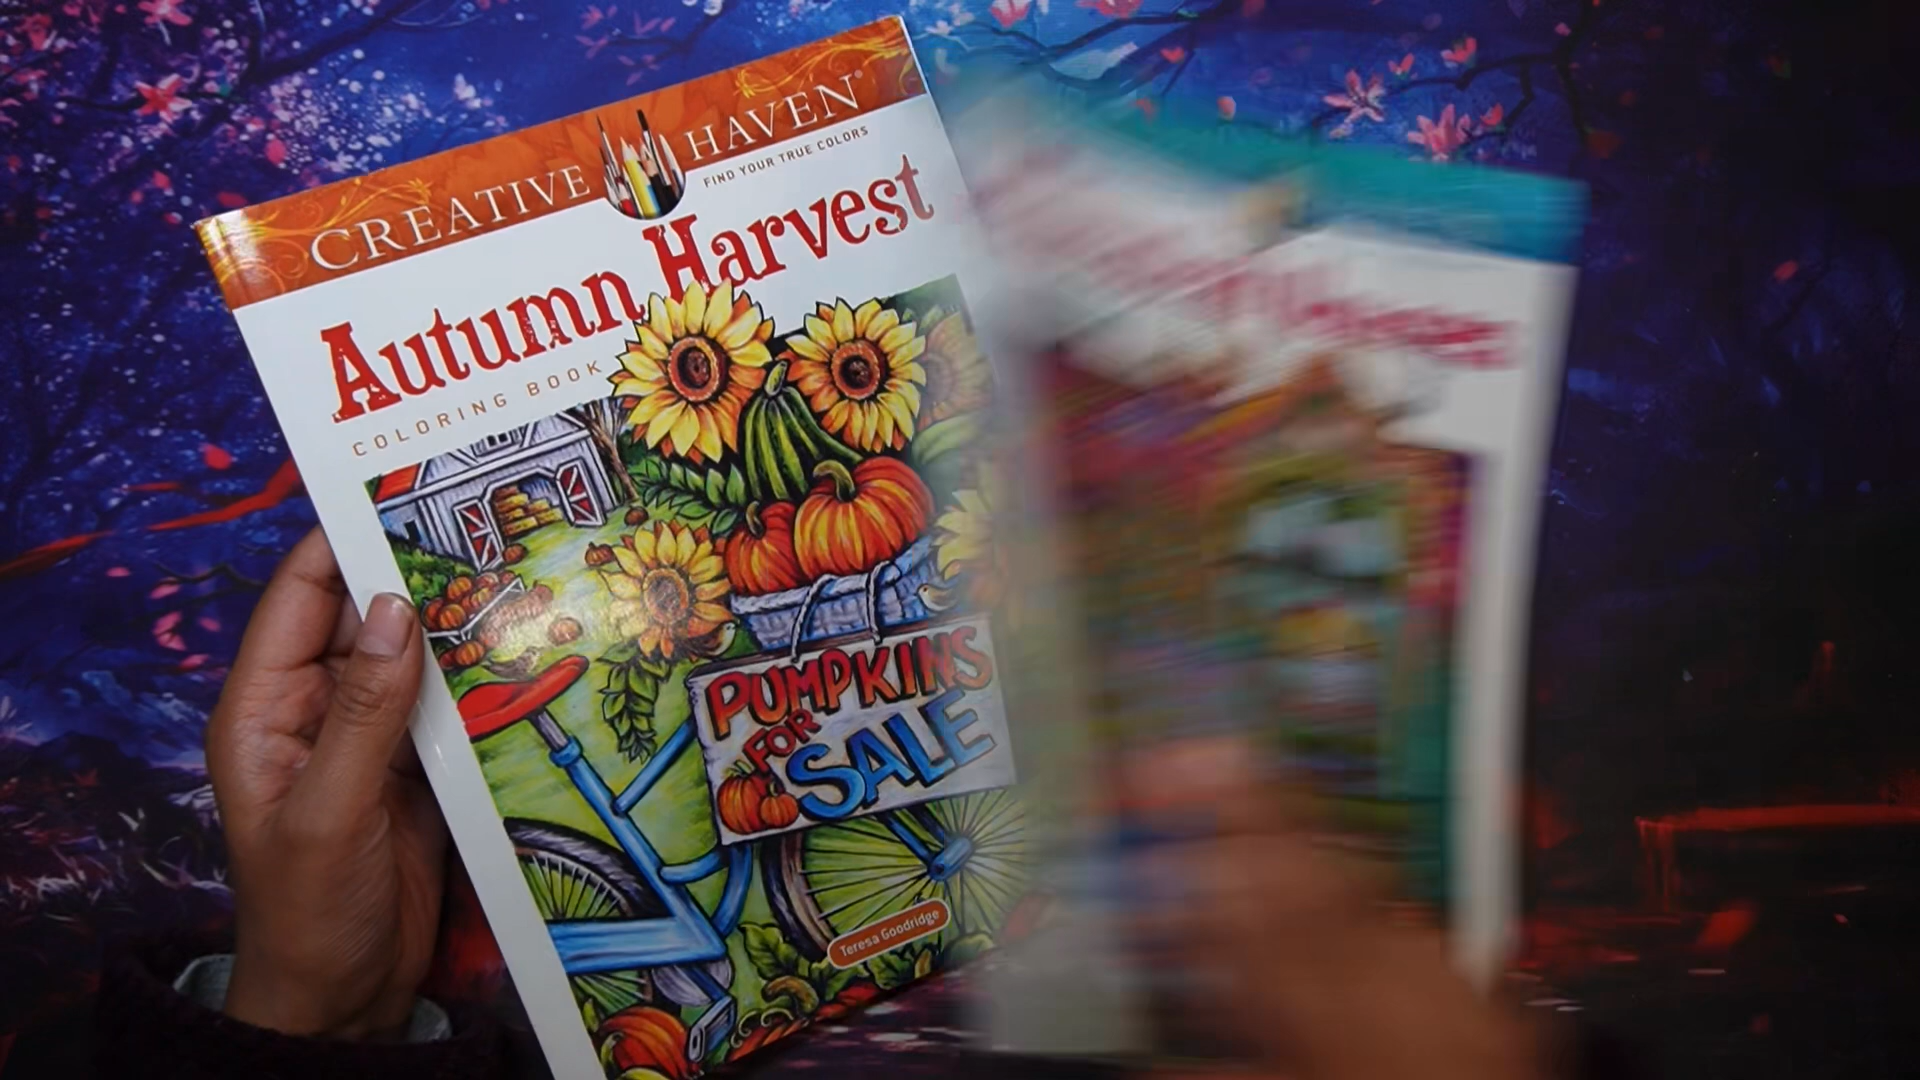 CREATIVE HAVEN®
FIND YOUR TRUE COLORS
Autumn Harvest
COLORING BOOK
PUMPKINS
FOR
SALE
Teresa Goodridge